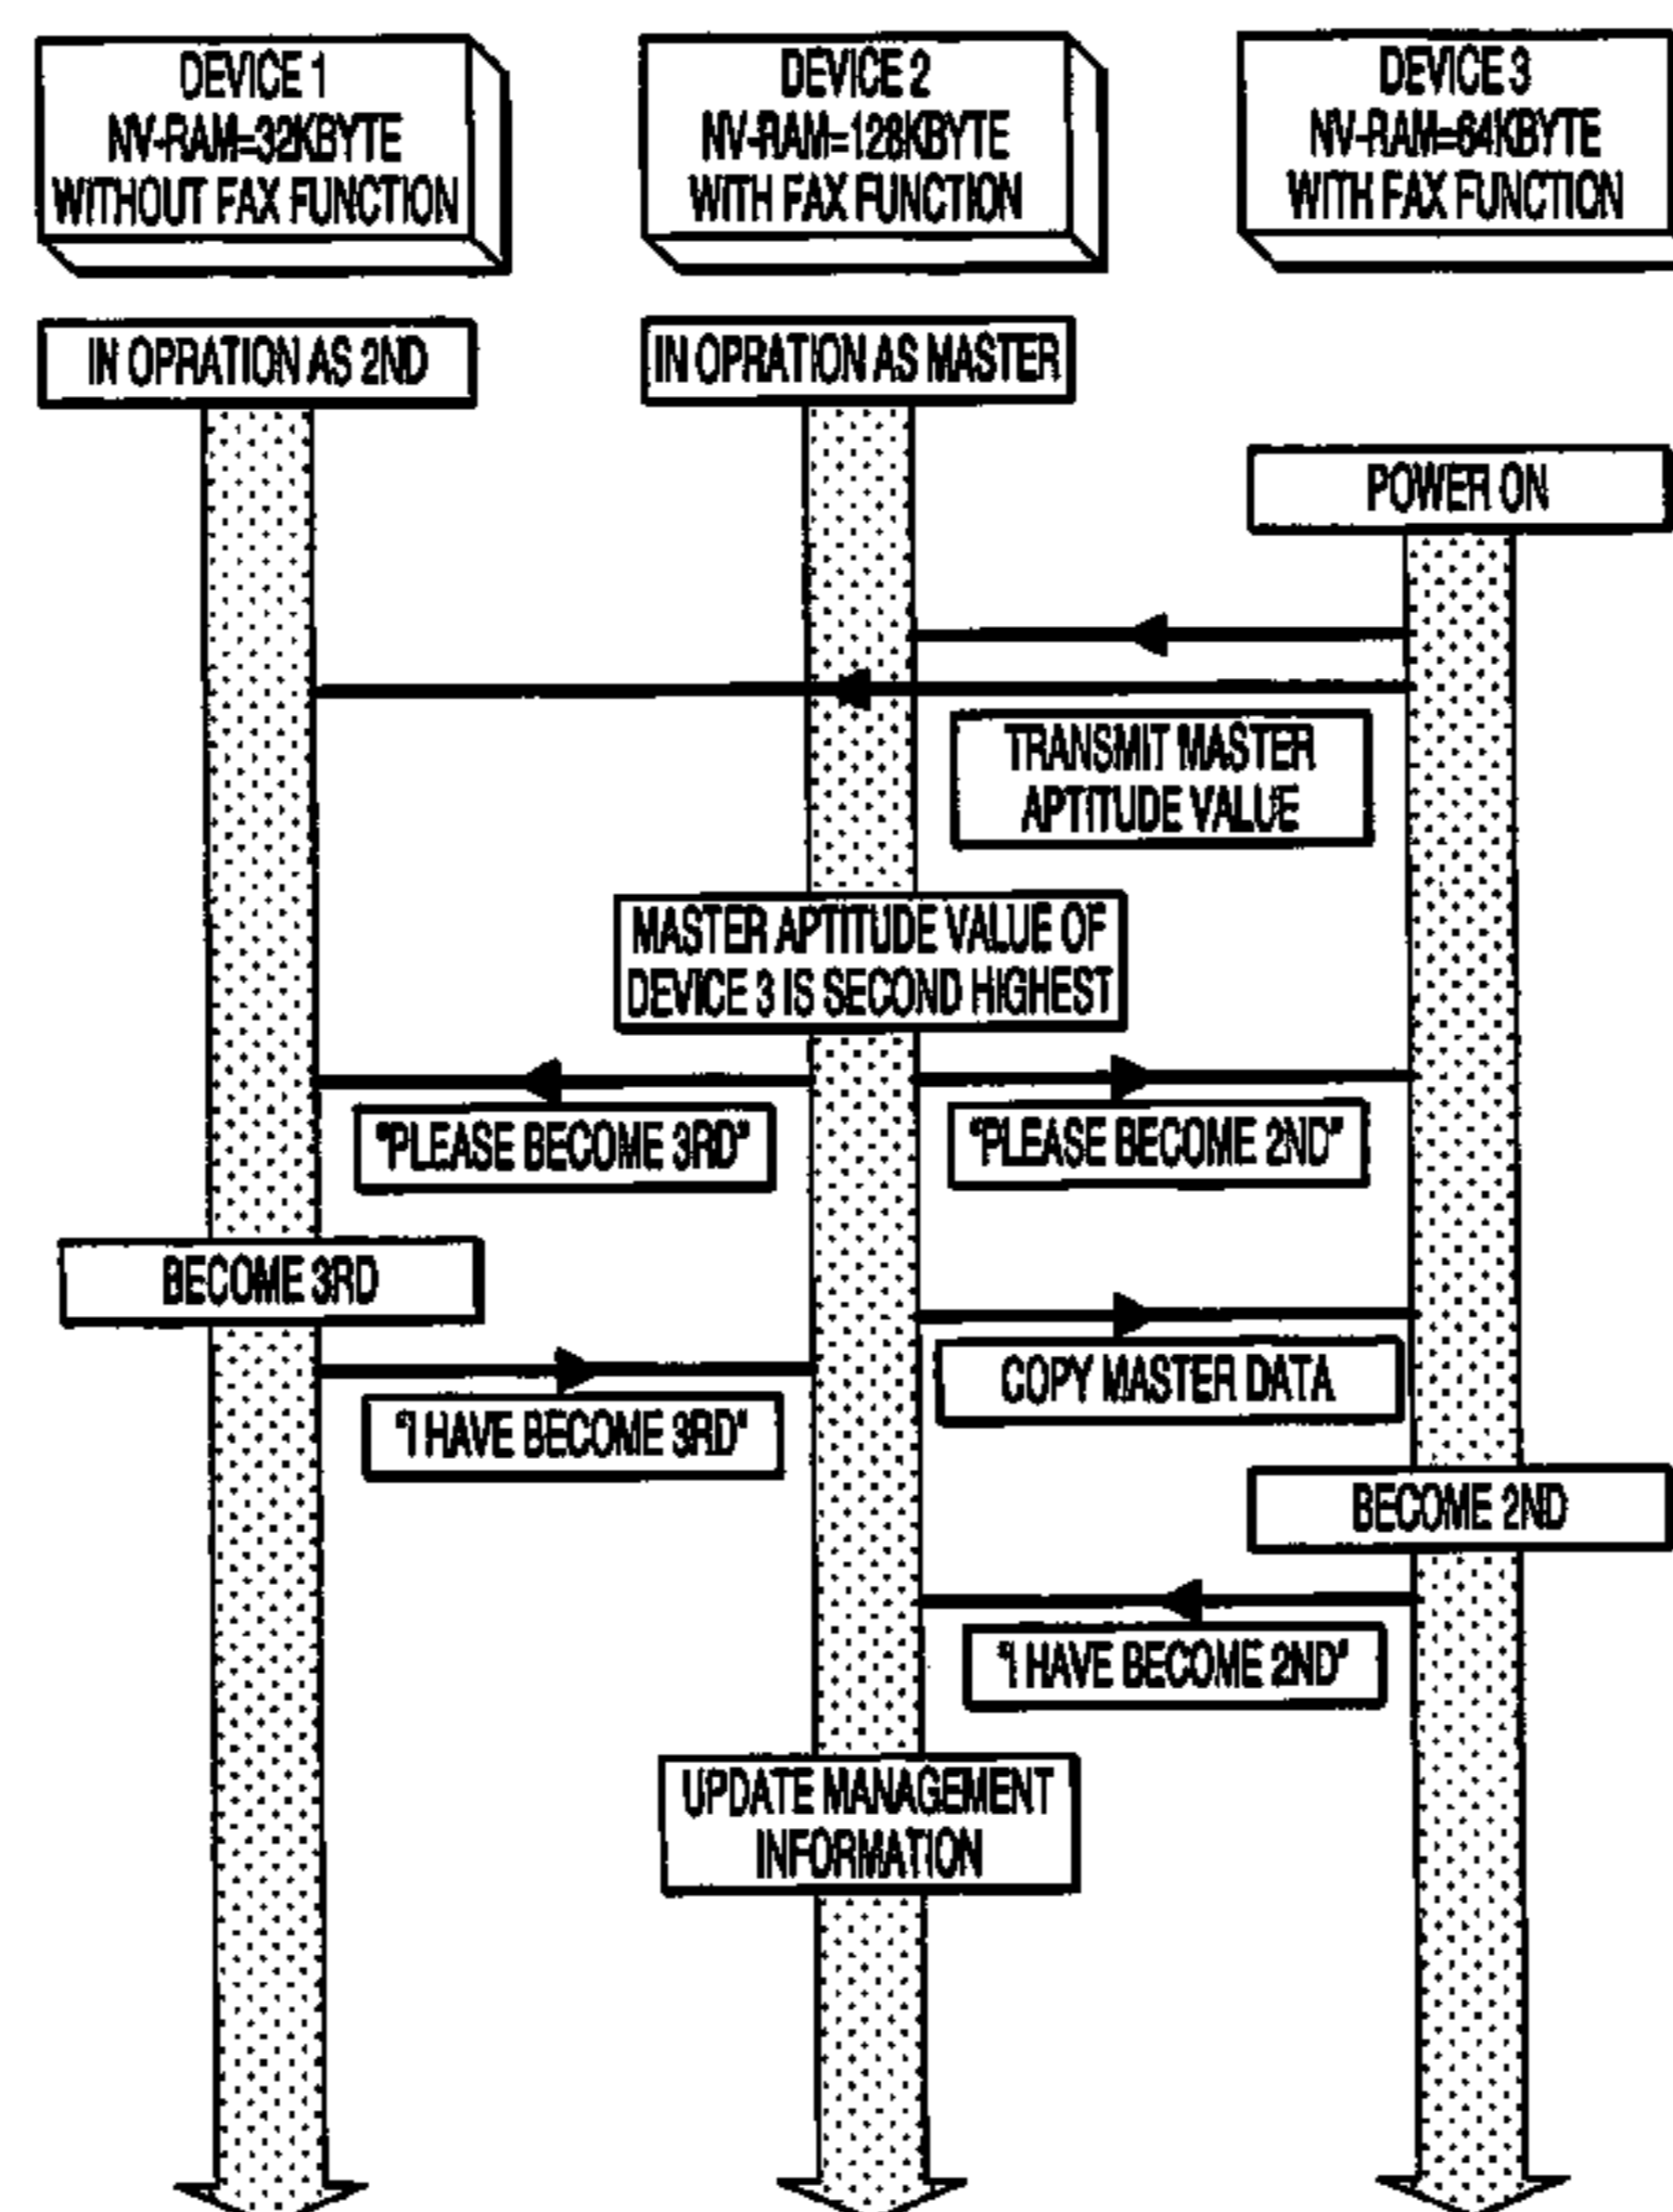 DEVICE 1
NV-RAM=32KBYTE
WITHOUT FAX FUNCTION
DEVICE 2
NV-RAM=128KBYTE
WITH FAX FUNCTION
DEVICE 3
NV-RAM=64KBYTE
WITH FAX FUNCTION
IN OPRATION AS 2ND
IN OPRATION AS MASTER
POWER ON
TRANSMIT MASTER
APTITUDE VALUE
MASTER APTITUDE VALUE OF
DEVICE 3 IS SECOND HIGHEST
"PLEASE BECOME 3RD"
"PLEASE BECOME 2ND"
BECOME 3RD
COPY MASTER DATA
"I HAVE BECOME 3RD"
BECOME 2ND
"I HAVE BECOME 2ND"
UPDATE MANAGEMENT
INFORMATION